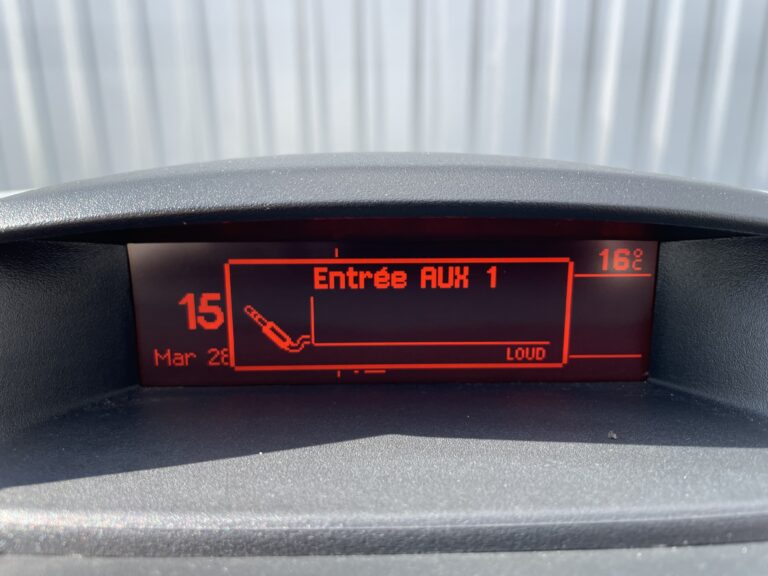 Entrée AUX 1
16°C
15
Mar 28
LOUD